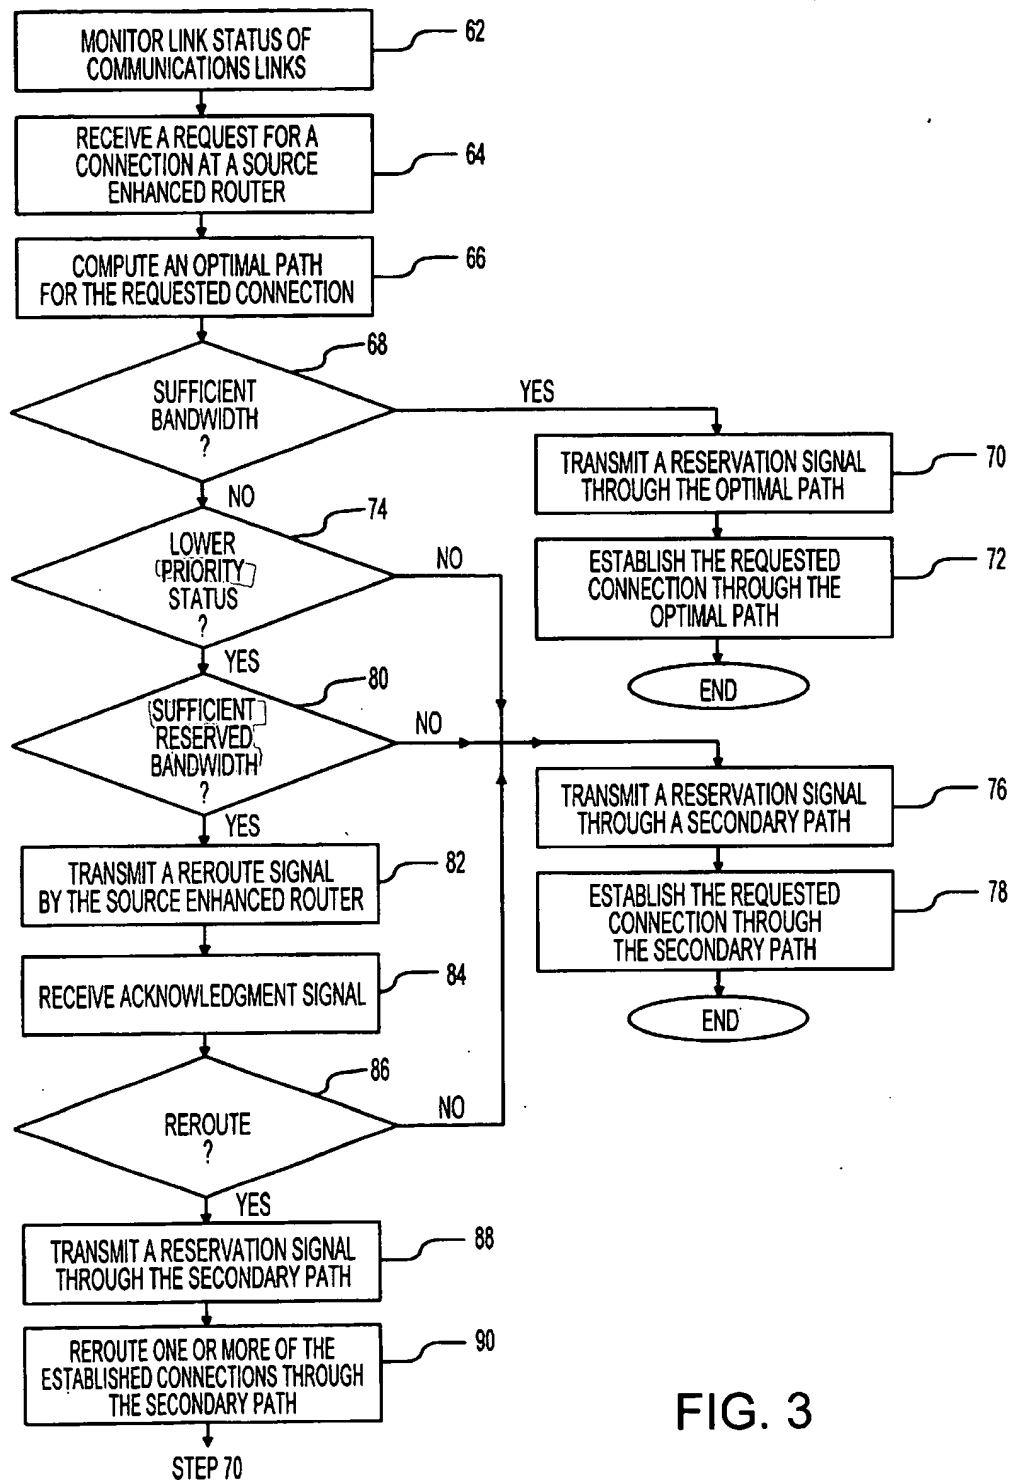 MONITOR LINK STATUS OF
COMMUNICATIONS LINKS
62
RECEIVE A REQUEST FOR A
CONNECTION AT A SOURCE
ENHANCED ROUTER
64
COMPUTE AN OPTIMAL PATH
FOR THE REQUESTED CONNECTION
66
SUFFICIENT
BANDWIDTH
?
68
YES
NO
TRANSMIT A RESERVATION SIGNAL
THROUGH THE OPTIMAL PATH
70
ESTABLISH THE REQUESTED
CONNECTION THROUGH THE
OPTIMAL PATH
72
END
LOWER
PRIORITY
STATUS
?
74
NO
YES
SUFFICIENT
RESERVED
BANDWIDTH
?
80
NO
YES
TRANSMIT A RESERVATION SIGNAL
THROUGH A SECONDARY PATH
76
ESTABLISH THE REQUESTED
CONNECTION THROUGH
THE SECONDARY PATH
78
END
TRANSMIT A REROUTE SIGNAL
BY THE SOURCE ENHANCED ROUTER
82
RECEIVE ACKNOWLEDGMENT SIGNAL
84
REROUTE
?
86
NO
YES
TRANSMIT A RESERVATION SIGNAL
THROUGH THE SECONDARY PATH
88
REROUTE ONE OR MORE OF THE
ESTABLISHED CONNECTIONS THROUGH
THE SECONDARY PATH
90
STEP 70
FIG. 3